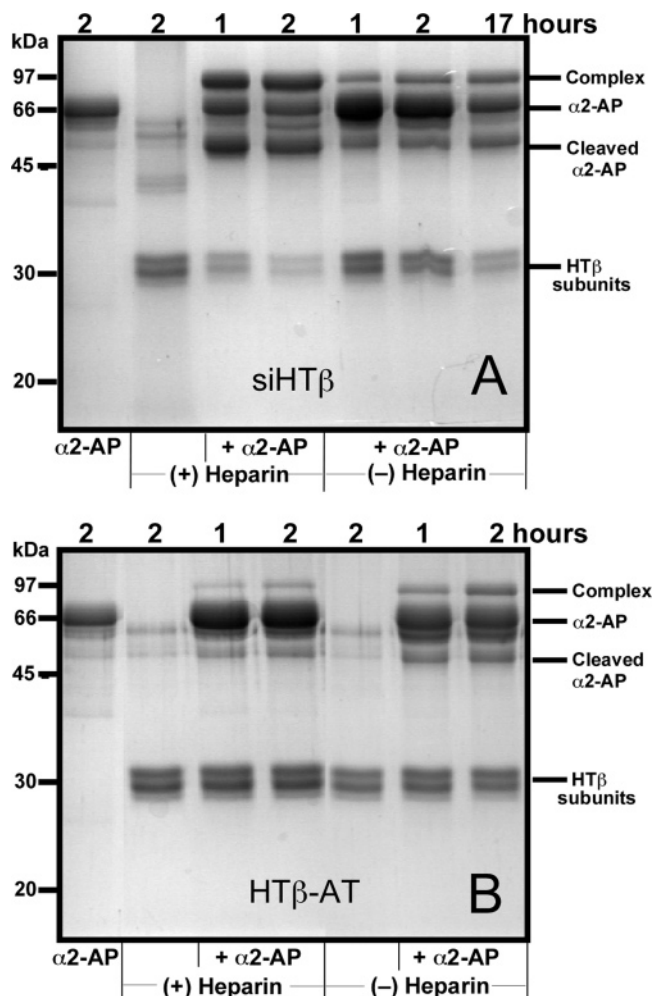 2 2 1 2 1 2 17 hours
kDa
97
Complex
66
α2-AP
Cleaved
α2-AP
45
30
HTβ
subunits
20
siHTβ
A
α2-AP + α2-AP + α2-AP
(+) Heparin (–) Heparin
2 2 1 2 2 1 2 hours
kDa
97
Complex
66
α2-AP
Cleaved
α2-AP
45
30
HTβ
subunits
20
HTβ-AT
B
α2-AP + α2-AP + α2-AP
(+) Heparin (–) Heparin